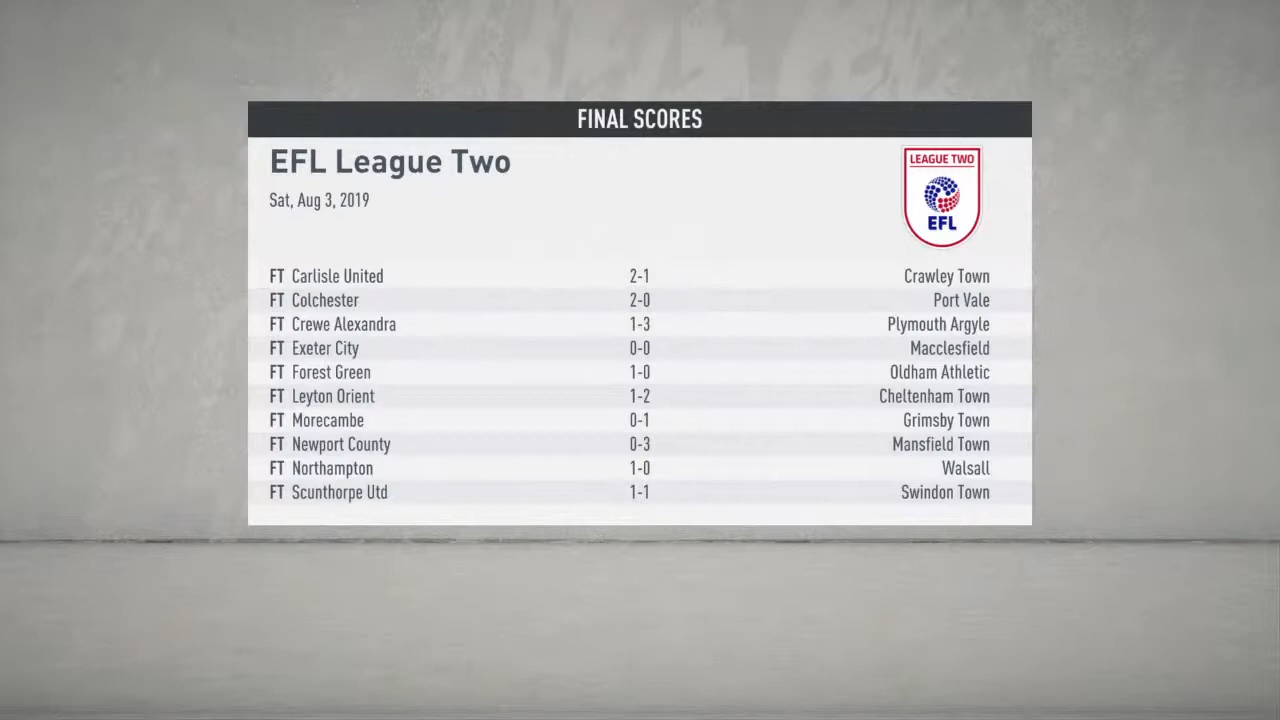 FINAL SCORES
EFL League Two
Sat, Aug 3, 2019
LEAGUE TWO
EFL
FT Carlisle United 2-1 Crawley Town
FT Colchester 2-0 Port Vale
FT Crewe Alexandra 1-3 Plymouth Argyle
FT Exeter City 0-0 Macclesfield
FT Forest Green 1-0 Oldham Athletic
FT Leyton Orient 1-2 Cheltenham Town
FT Morecambe 0-1 Grimsby Town
FT Newport County 0-3 Mansfield Town
FT Northampton 1-0 Walsall
FT Scunthorpe Utd 1-1 Swindon Town